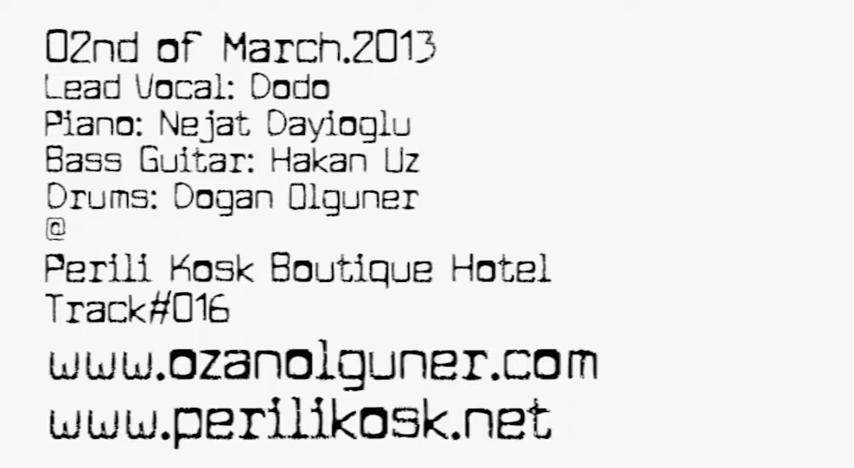 02nd of March.2013
Lead Vocal: Dodo
Piano: Nejat Dayioglu
Bass Guitar: Hakan Uz
Drums: Dogan Olguner
@
Perili Kosk Boutique Hotel
Track#016
www.ozanolguner.com
www.perilikosk.net